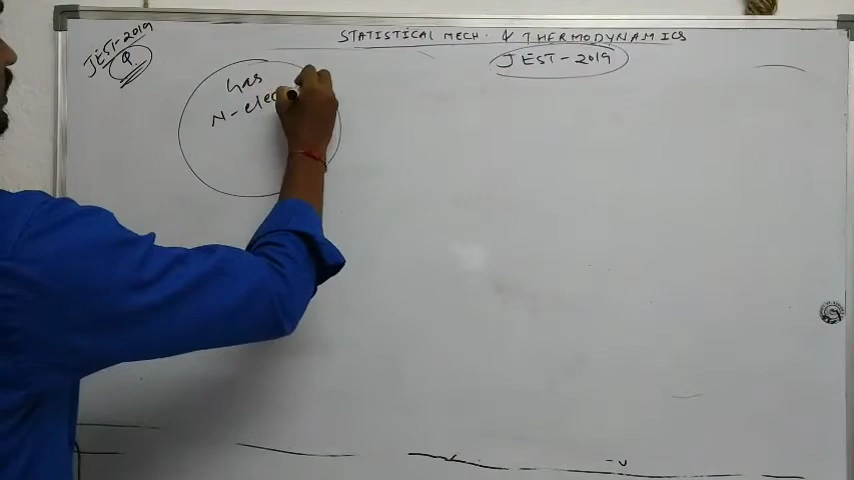 STATISTICAL MECH. & THERMODYNAMICS
JEST-2019
JEST-2019
Q.
Gas
N-elec